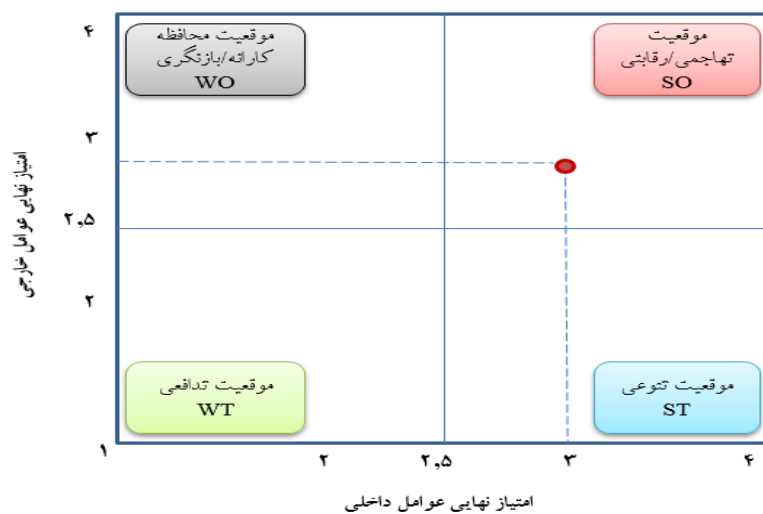 ۴
موقعیت محافظه
کارانه/بازنگری
WO
موقعیت
تهاجمی/رقابتی
SO
۳
۲,۵
۲
امتیاز نهایی عوامل خارجی
موقعیت تدافعی
WT
موقعیت تنوعی
ST
۱
۲
۲,۵
۳
۴
امتیاز نهایی عوامل داخلی